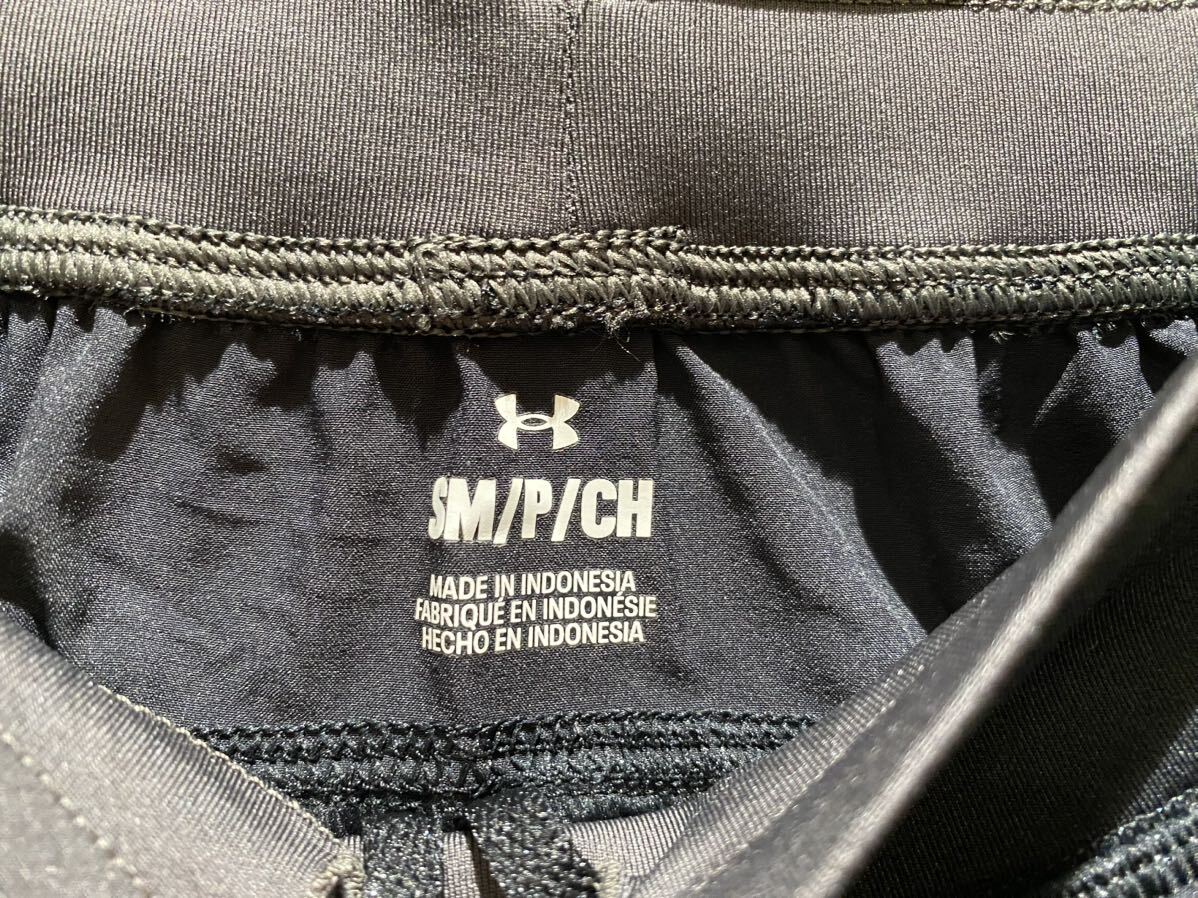 SM/P/CH
MADE IN INDONESIA
FABRIQUÉ EN INDONÉSIE
HECHO EN INDONESIA